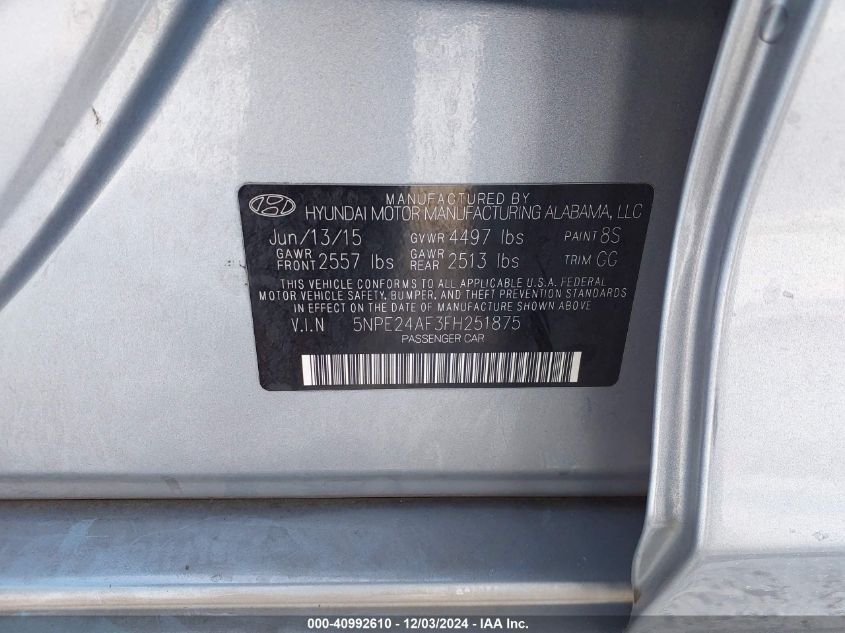 MANUFACTURED BY
HYUNDAI MOTOR MANUFACTURING ALABAMA, LLC
Jun/13/15 GVWR 4497 lbs PAINT 8S
GAWR FRONT 2557 lbs GAWR REAR 2513 lbs TRIM GG
THIS VEHICLE CONFORMS TO ALL APPLICABLE U.S.A. FEDERAL
MOTOR VEHICLE SAFETY, BUMPER, AND THEFT PREVENTION STANDARDS
IN EFFECT ON THE DATE OF MANUFACTURE SHOWN ABOVE
V.I.N 5NPE24AF3FH251875
PASSENGER CAR
000-40992610 - 12/03/2024 - IAA Inc.